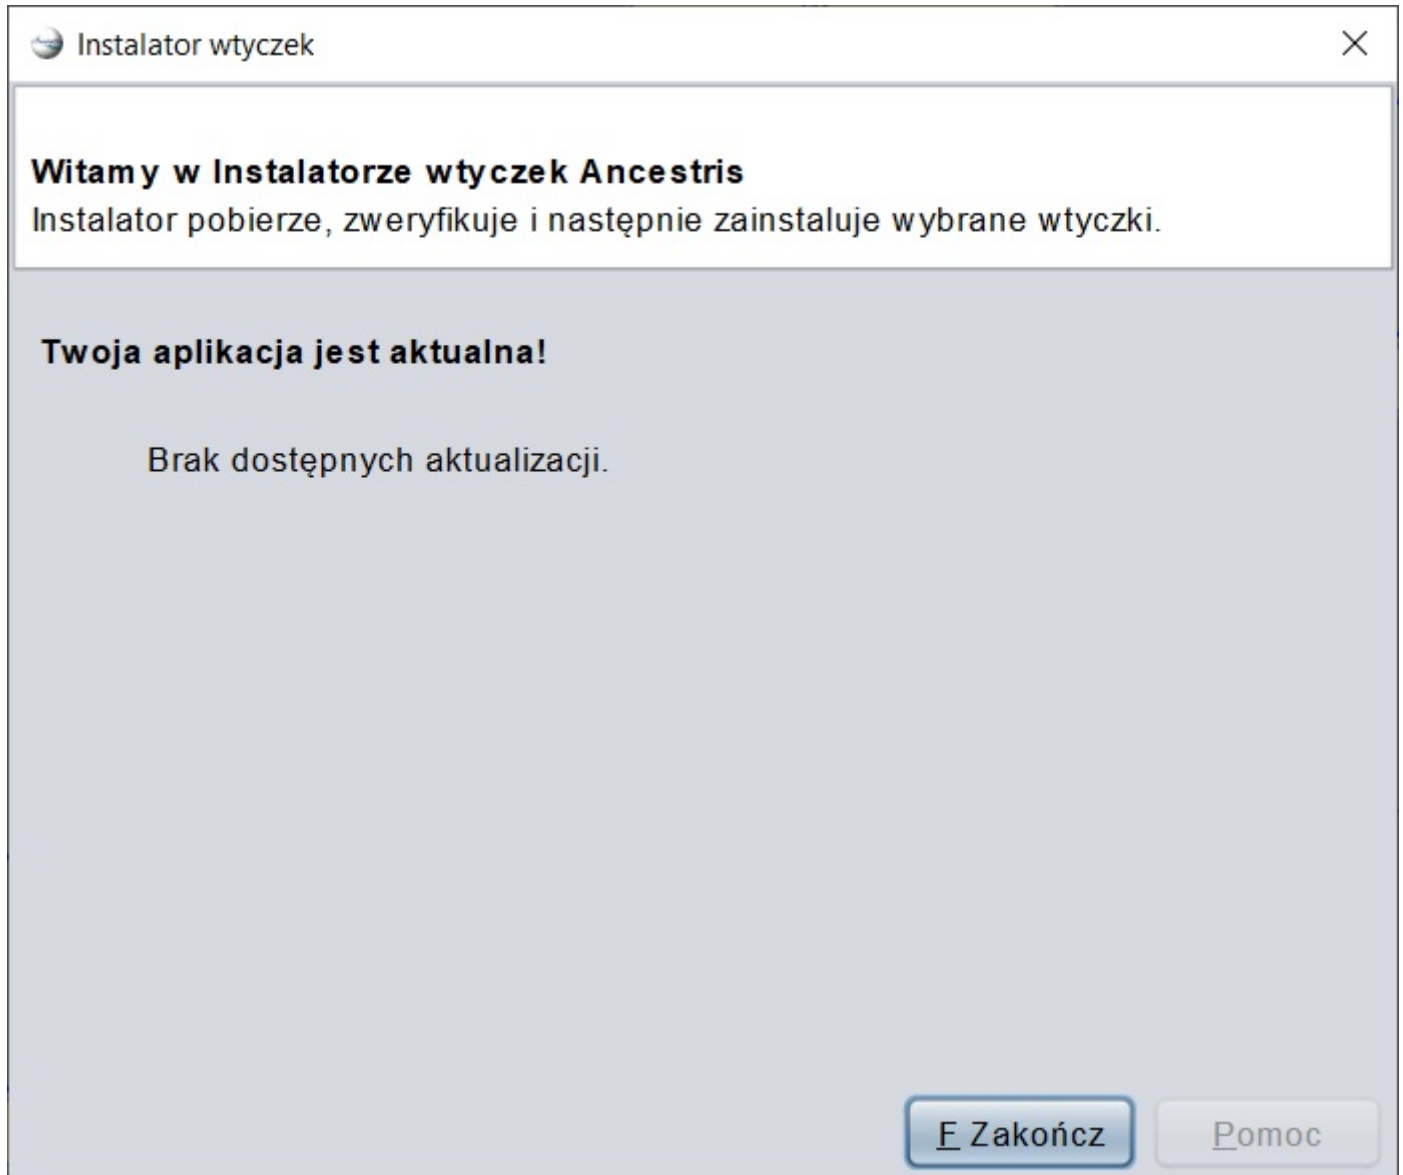 Instalator wtyczek
Witamy w Instalatorze wtyczek Ancestris
Instalator pobierze, zweryfikuje i następnie zainstaluje wybrane wtyczki.
Twoja aplikacja jest aktualna!
Brak dostępnych aktualizacji.
F Zakończ
Pomoc